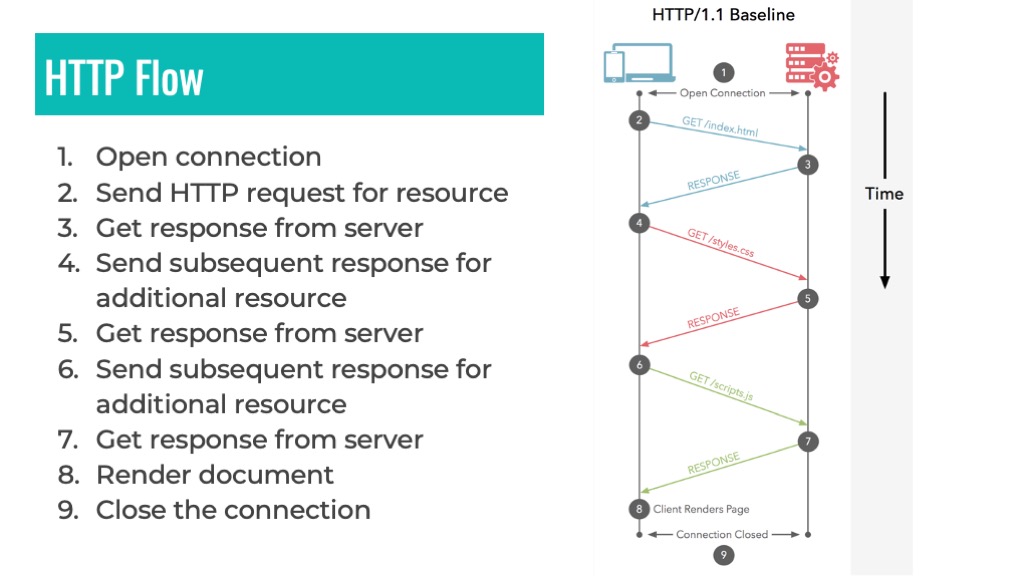 HTTP Flow
1. Open connection
2. Send HTTP request for resource
3. Get response from server
4. Send subsequent response for
additional resource
5. Get response from server
6. Send subsequent response for
additional resource
7. Get response from server
8. Render document
9. Close the connection
HTTP/1.1 Baseline
1
Open Connection
2
GET /index.html
3
RESPONSE
4
GET /styles.css
5
RESPONSE
6
GET /scripts.js
7
RESPONSE
8 Client Renders Page
Connection Closed
9
Time